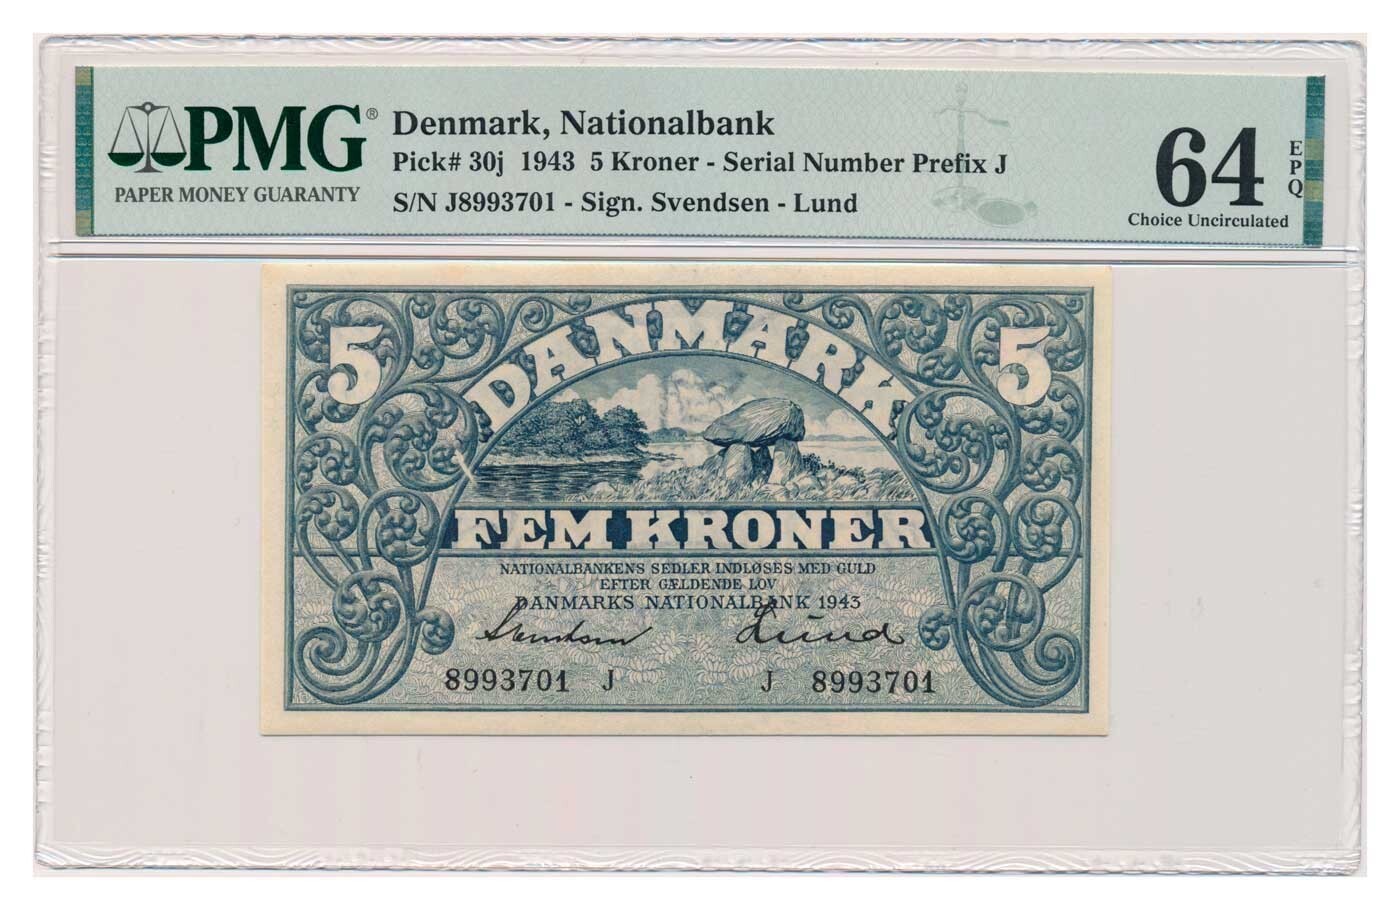 PMG®
PAPER MONEY GUARANTY
Denmark, Nationalbank
Pick# 30j 1943 5 Kroner - Serial Number Prefix J
S/N J8993701 - Sign. Svendsen - Lund
64 EPQ
Choice Uncirculated
5 DANMARK 5
FEM KRONER
NATIONALBANKENS SEDLER INDLØSES MED GULD
EFTER GÆLDENDE LOV
DANMARKS NATIONALBANK 1943
Svendsen Lund
8993701 J J 8993701